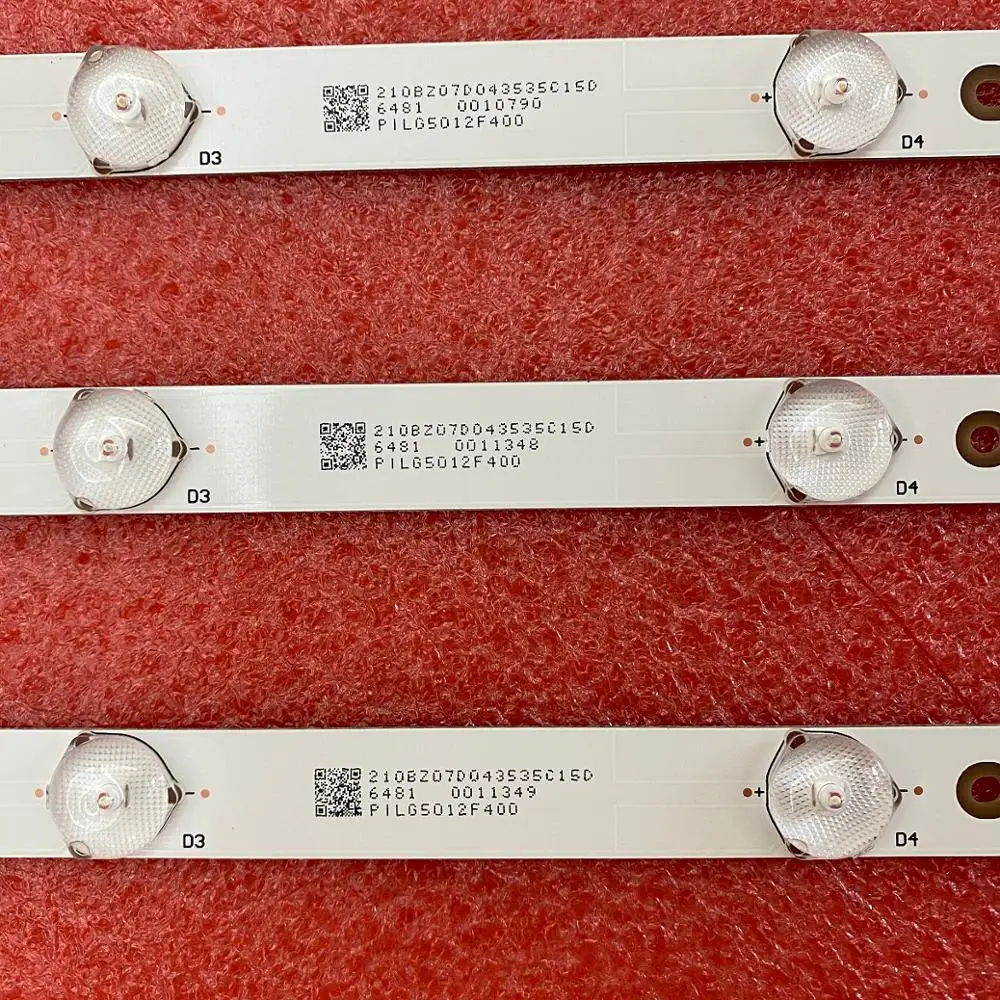 210BZ07D043535C15D
6481 0010790
PILG5012F400
+
-
-
D3
D4
210BZ07D043535C15D
6481 0011348
PILG5012F400
+
-
-
D3
D4
210BZ07D043535C15D
6481 0011349
PILG5012F400
+
-
-
D3
D4